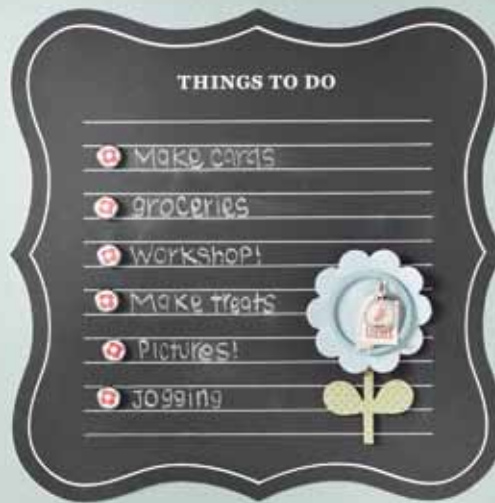 THINGS TO DO
Make cards
groceries
Workshop!
Make treats
Pictures!
Jogging